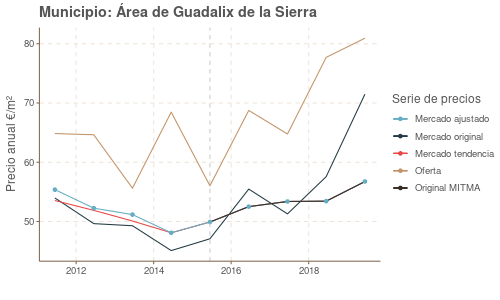 Municipio: Área de Guadalix de la Sierra
Precio anual €/m²
80
70
60
50
2012
2014
2016
2018
Serie de precios
Mercado ajustado
Mercado original
Mercado tendencia
Oferta
Original MITMA